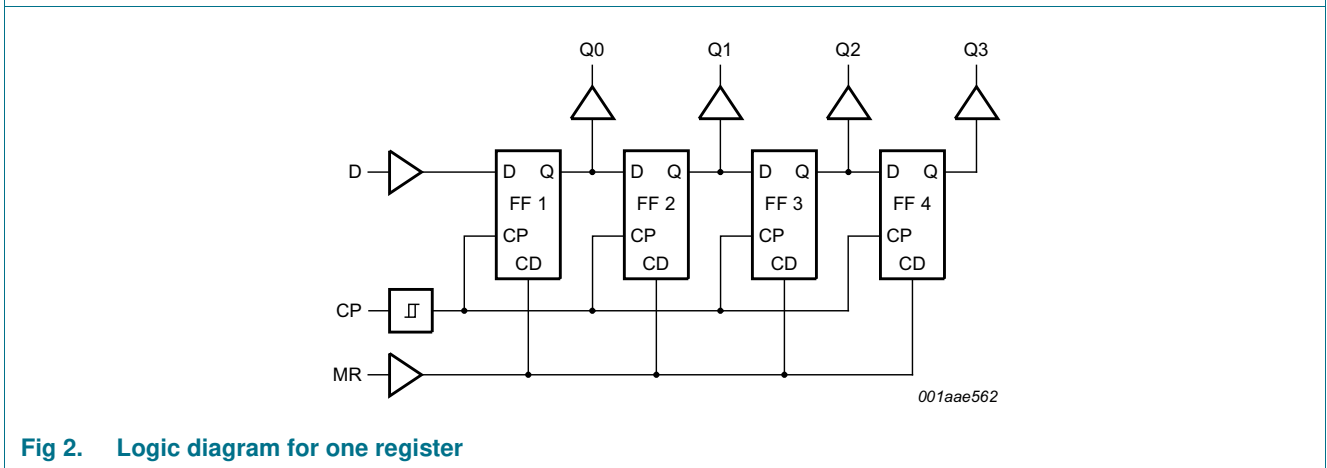 Q0 Q1 Q2 Q3
D D Q D Q D Q D Q
FF 1 FF 2 FF 3 FF 4
CP CP CP CP
CD CD CD CD
CP
MR
001aae562
Fig 2. Logic diagram for one register